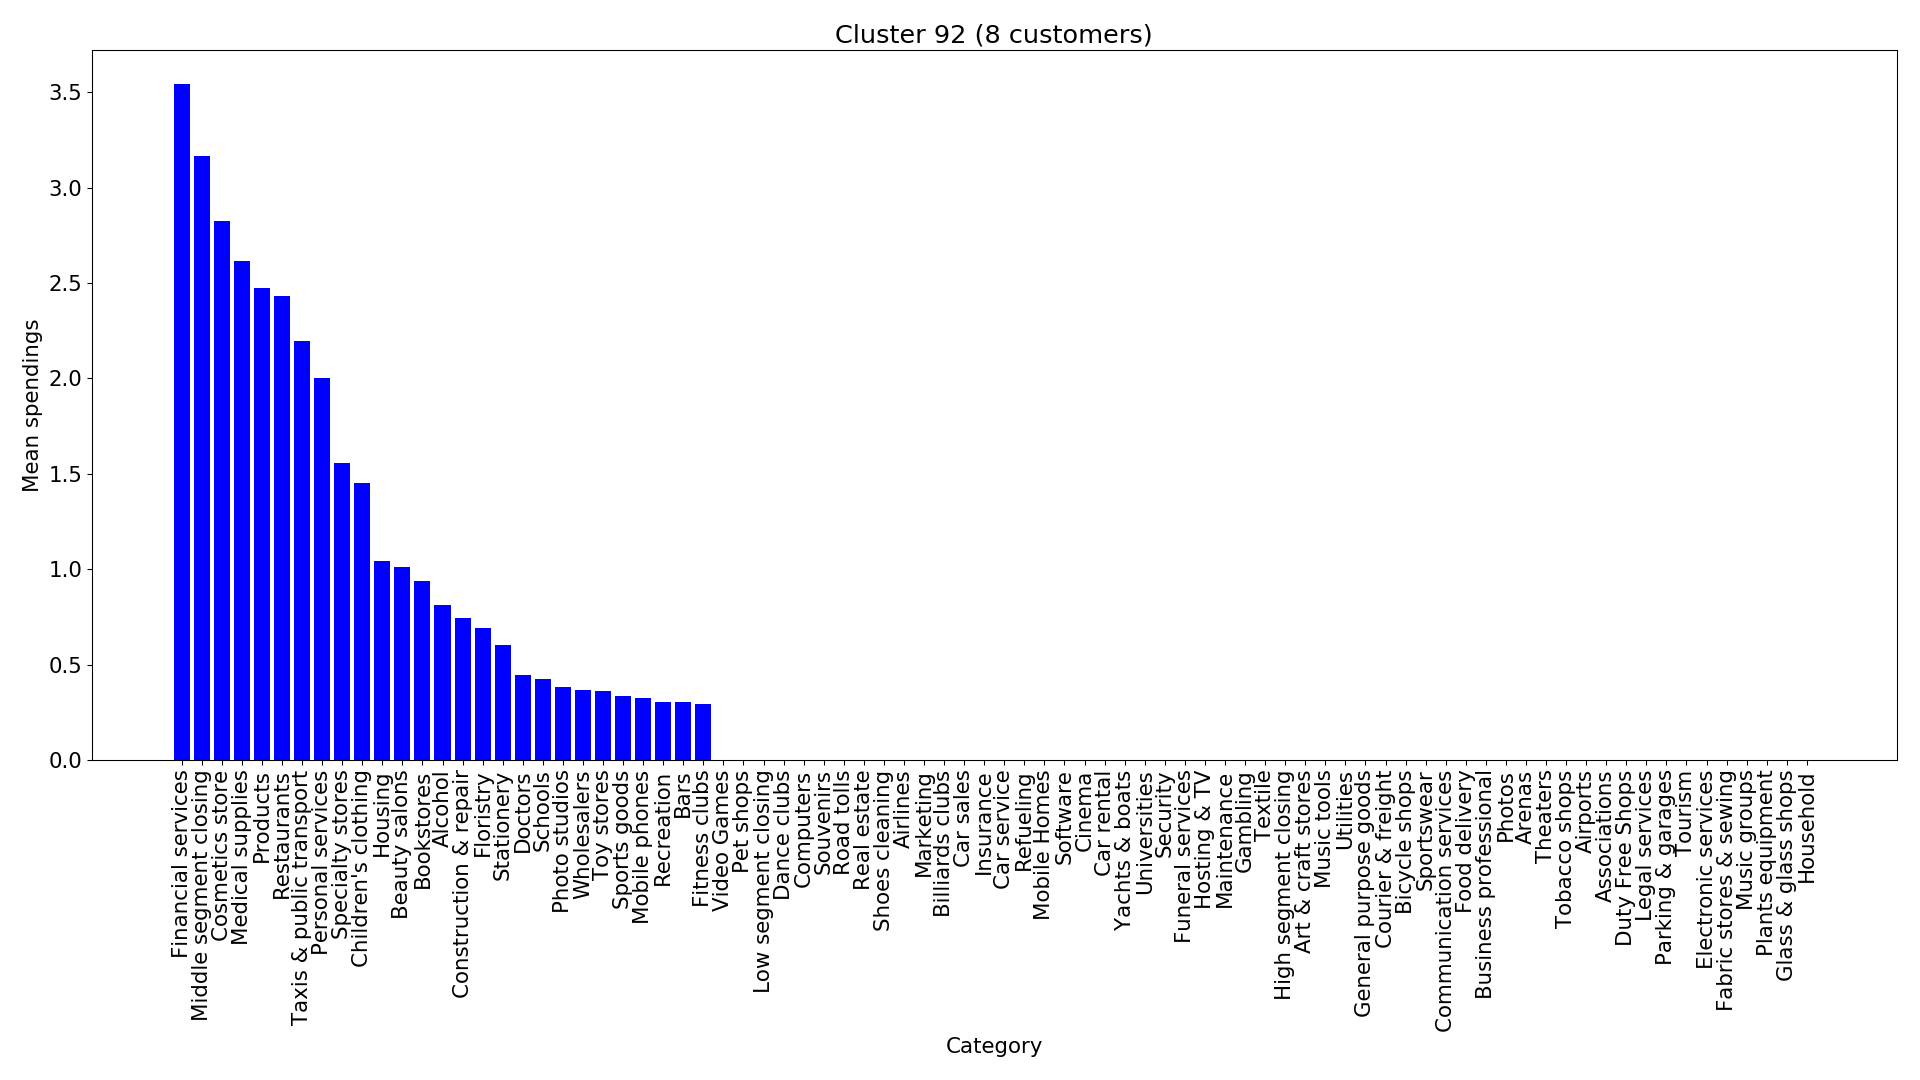 Cluster 92 (8 customers)
Mean spendings
3.5
3.0
2.5
2.0
1.5
1.0
0.5
0.0
Financial services
Middle segment closing
Cosmetics store
Medical supplies
Products
Restaurants
Taxis & public transport
Personal services
Specialty stores
Children's clothing
Housing
Beauty salons
Bookstores
Alcohol
Construction & repair
Floristry
Stationery
Doctors
Schools
Photo studios
Wholesalers
Toy stores
Sports goods
Mobile phones
Recreation
Bars
Fitness clubs
Video Games
Pet shops
Low segment closing
Dance clubs
Computers
Souvenirs
Road tolls
Real estate
Shoes cleaning
Airlines
Marketing
Billiards clubs
Car sales
Insurance
Car service
Refueling
Mobile Homes
Software
Cinema
Car rental
Yachts & boats
Universities
Security
Funeral services
Hosting & TV
Maintenance
Gambling
Textile
High segment closing
Art & craft stores
Music tools
Utilities
General purpose goods
Courier & freight
Bicycle shops
Sportswear
Communication services
Food delivery
Business professional
Photos
Arenas
Theaters
Tobacco shops
Airports
Associations
Duty Free Shops
Legal services
Parking & garages
Tourism
Electronic services
Fabric stores & sewing
Music groups
Plants equipment
Glass & glass shops
Household
Category